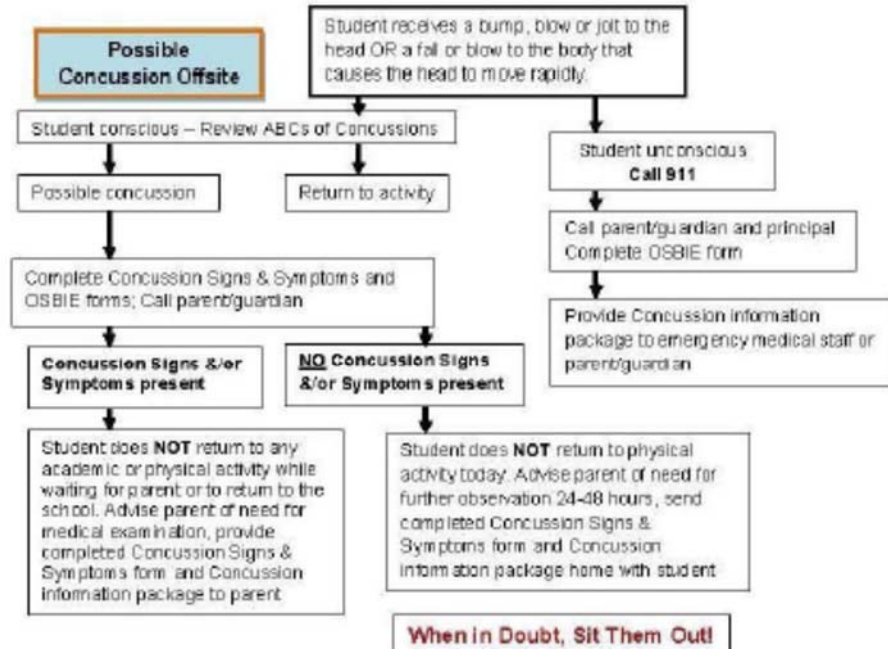 Possible
Concussion Offsite
Student receives a bump, blow or jolt to the
head OR a fall or blow to the body that
causes the head to move rapidly.
Student conscious – Review ABCs of Concussions
Student unconscious
Call 911
Possible concussion
Return to activity
Call parent/guardian and principal
Complete OSBIE form
Complete Concussion Signs & Symptoms and
OSBIE forms; Call parent/guardian
Provide Concussion information
package to emergency medical staff or
parent/guardian
Concussion Signs &/or
Symptoms present
NO Concussion Signs
&/or Symptoms present
Student does NOT return to any
academic or physical activity while
waiting for parent or to return to the
school. Advise parent of need for
medical examination, provide
completed Concussion Signs &
Symptoms form and Concussion
information package to parent
Student does NOT return to physical
activity today. Advise parent of need for
further observation 24-48 hours, send
completed Concussion Signs &
Symptoms form and Concussion
information package home with student
When in Doubt, Sit Them Out!